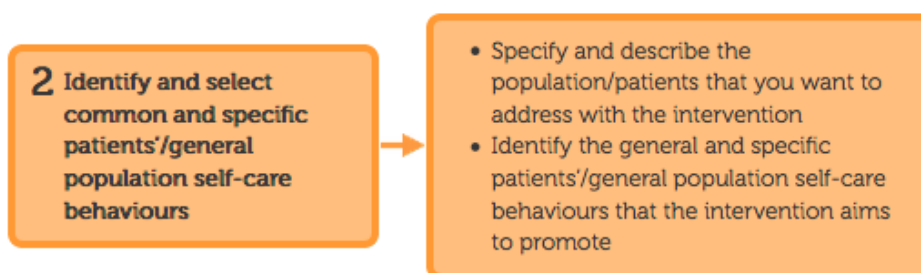 2 Identify and select
common and specific
patients'/general
population self-care
behaviours
• Specify and describe the
population/patients that you want to
address with the intervention
• Identify the general and specific
patients'/general population self-care
behaviours that the intervention aims
to promote